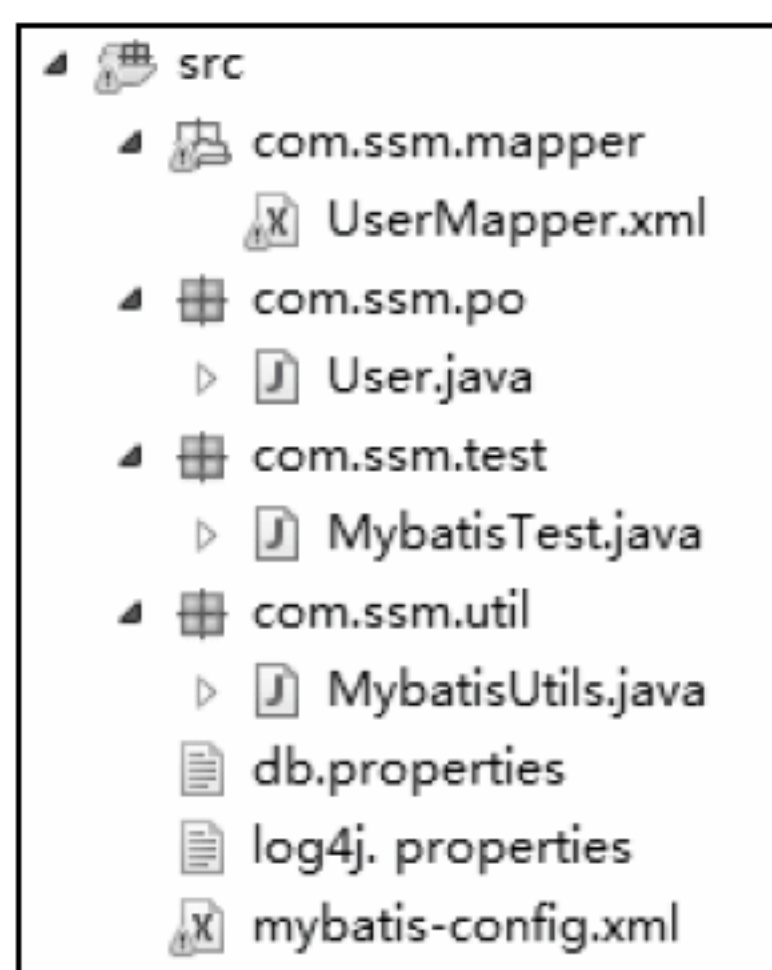 src
com.ssm.mapper
UserMapper.xml
com.ssm.po
User.java
com.ssm.test
MybatisTest.java
com.ssm.util
MybatisUtils.java
db.properties
log4j. properties
mybatis-config.xml